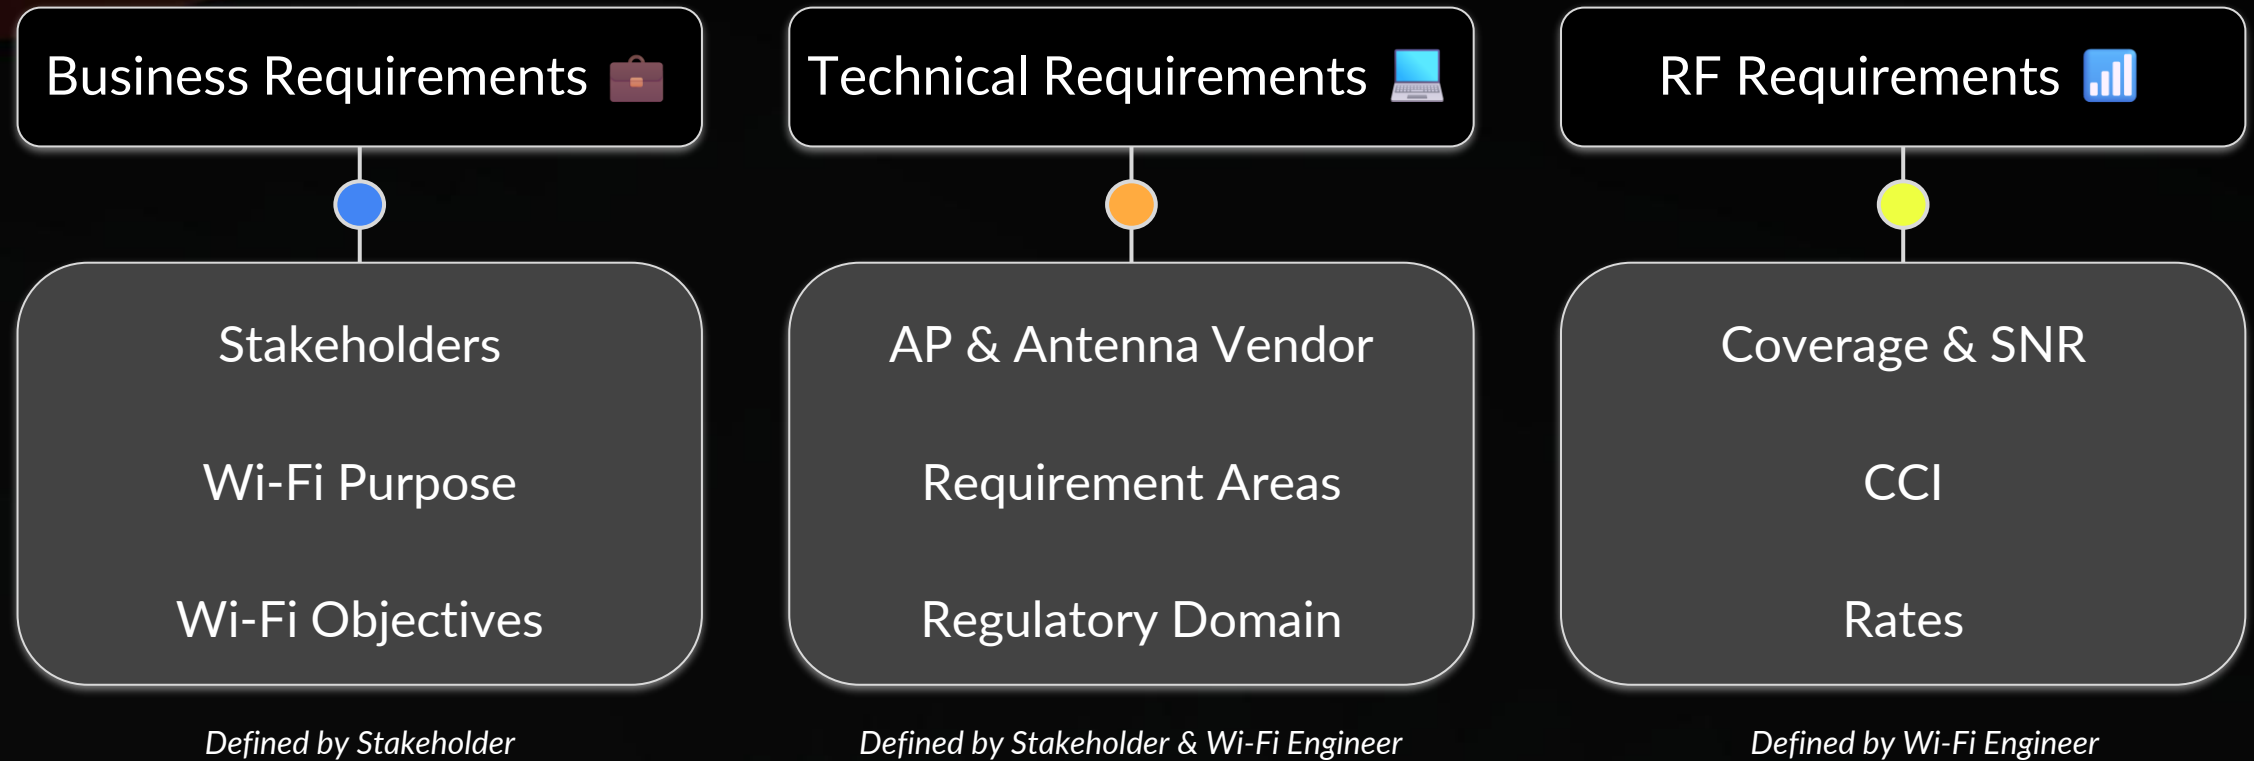 Business Requirements 💼
Stakeholders
Wi-Fi Purpose
Wi-Fi Objectives
Defined by Stakeholder
Technical Requirements 💻
AP & Antenna Vendor
Requirement Areas
Regulatory Domain
Defined by Stakeholder & Wi-Fi Engineer
RF Requirements 📶
Coverage & SNR
CCI
Rates
Defined by Wi-Fi Engineer